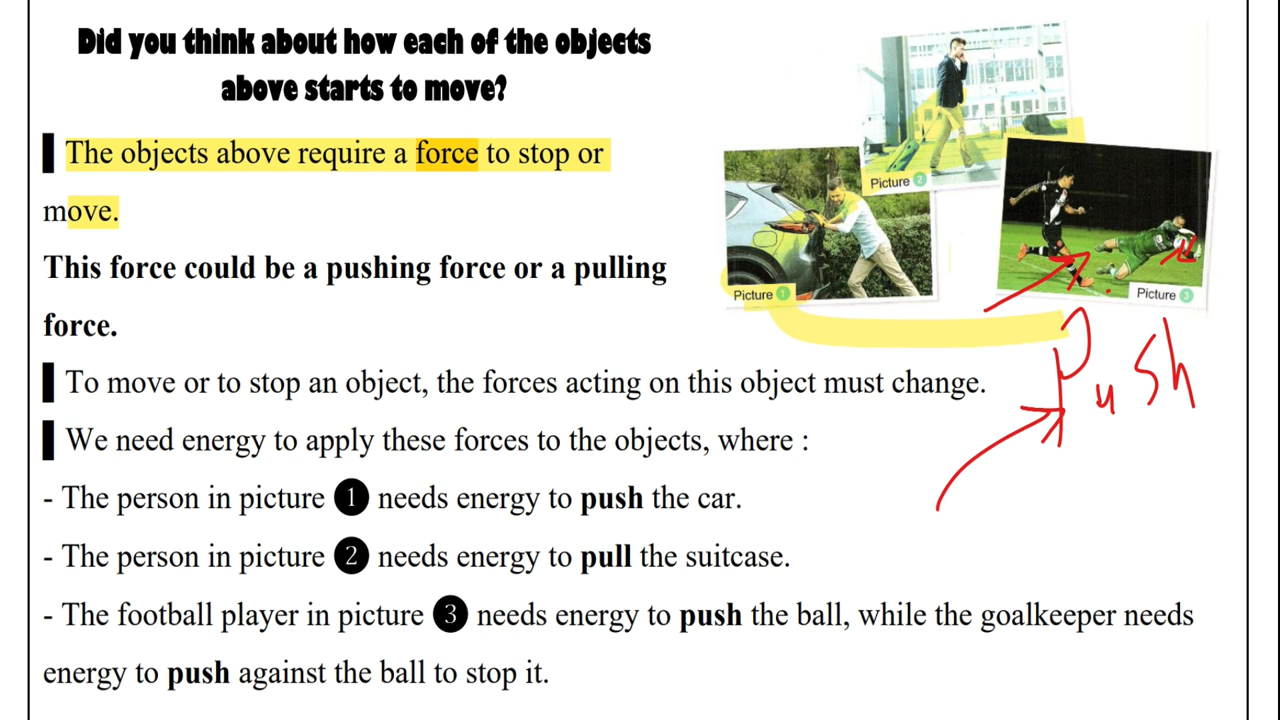 Did you think about how each of the objects
above starts to move?
The objects above require a force to stop or
move.
This force could be a pushing force or a pulling
force.
Picture 2
Picture 1
Picture 3
Push
To move or to stop an object, the forces acting on this object must change.
We need energy to apply these forces to the objects, where :
- The person in picture 1 needs energy to push the car.
- The person in picture 2 needs energy to pull the suitcase.
- The football player in picture 3 needs energy to push the ball, while the goalkeeper needs
energy to push against the ball to stop it.